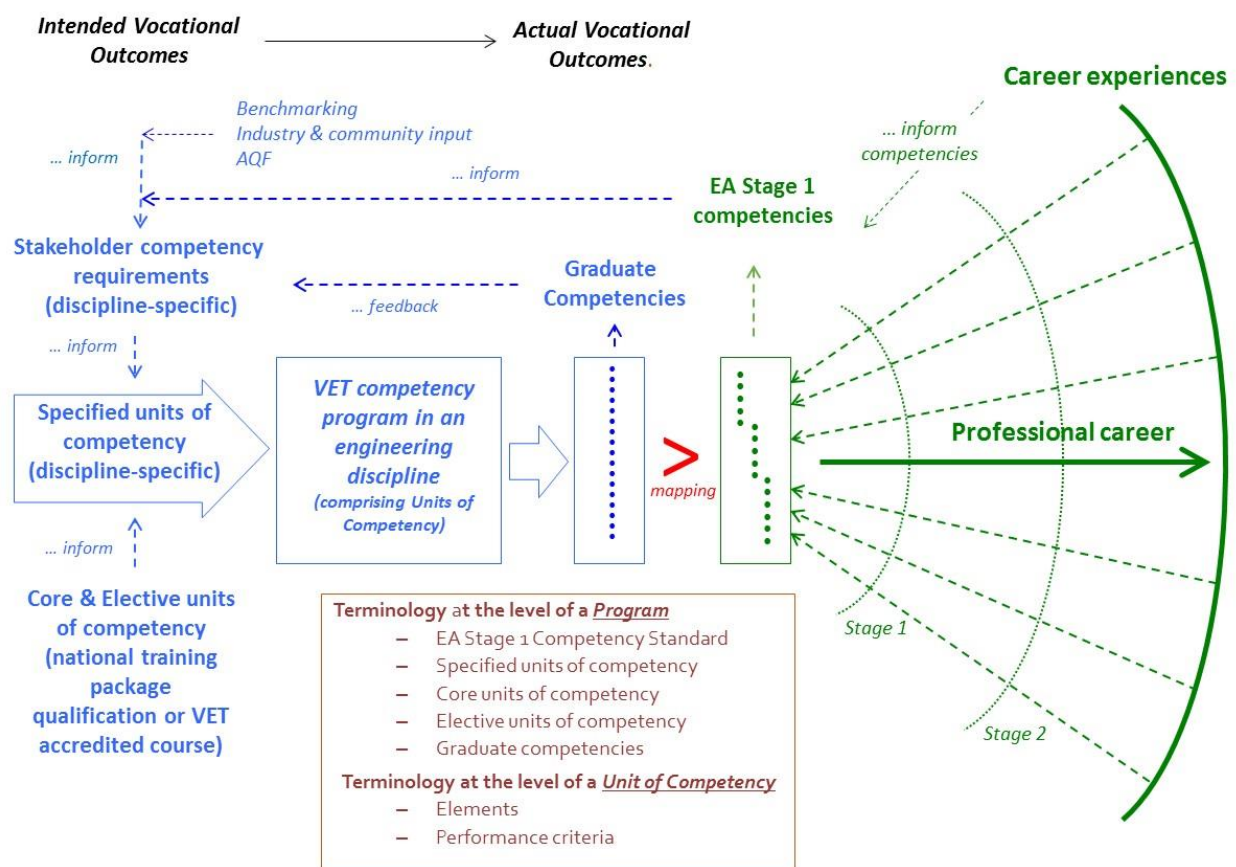 Intended Vocational
Outcomes
Actual Vocational
Outcomes.
Career experiences
Benchmarking
Industry & community input
AQF
... inform
... inform
... inform
competencies
EA Stage 1
competencies
Stakeholder competency
requirements
(discipline-specific)
Graduate
Competencies
... feedback
... inform
Specified units of
competency
(discipline-specific)
VET competency
program in an
engineering
discipline
(comprising Units of
Competency)
>
mapping
Professional career
... inform
Core & Elective units
of competency
(national training
package
qualification or VET
accredited course)
Terminology at the level of a Program
– EA Stage 1 Competency Standard
– Specified units of competency
– Core units of competency
– Elective units of competency
– Graduate competencies
Terminology at the level of a Unit of Competency
– Elements
– Performance criteria
Stage 1
Stage 2